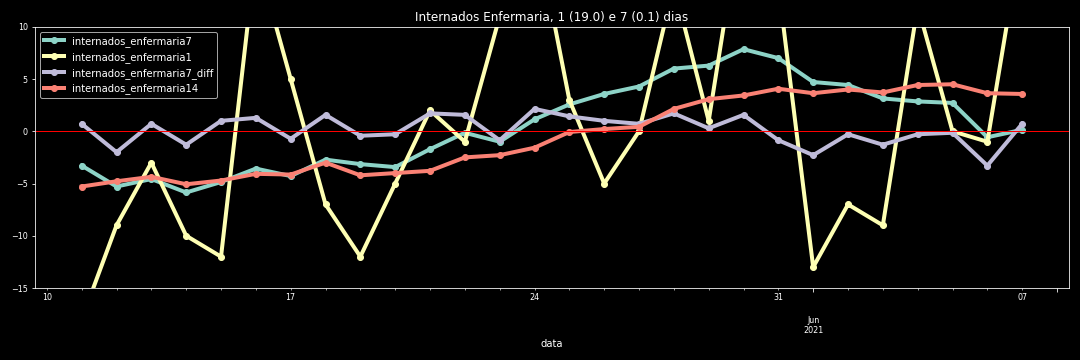 Internados Enfermaria, 1 (19.0) e 7 (0.1) dias
internados_enfermaria7
internados_enfermaria1
internados_enfermaria7_diff
internados_enfermaria14
10
5
0
−5
−10
−15
10
17
24
31
07
Jun
2021
data